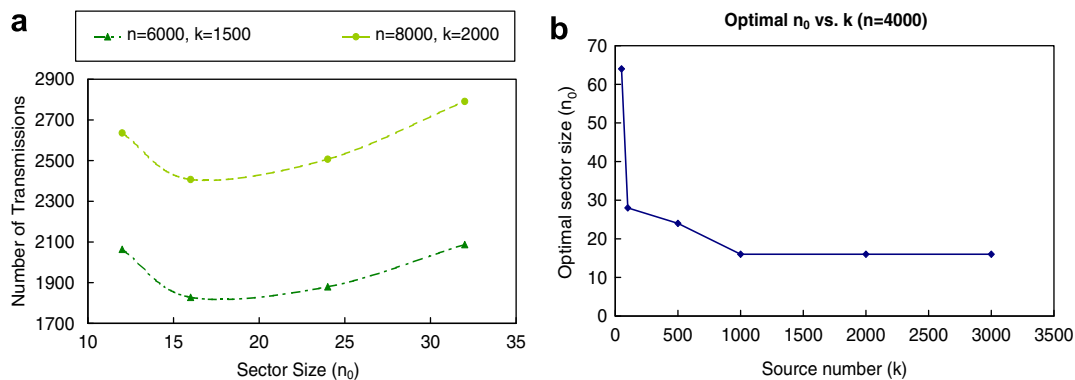 a
n=6000, k=1500
n=8000, k=2000
Number of Transmissions
2900
2700
2500
2300
2100
1900
1700
10 15 20 25 30 35
Sector Size (n₀)
b
Optimal n₀ vs. k (n=4000)
Optimal sector size (n₀)
70
60
50
40
30
20
10
0
0 500 1000 1500 2000 2500 3000 3500
Source number (k)